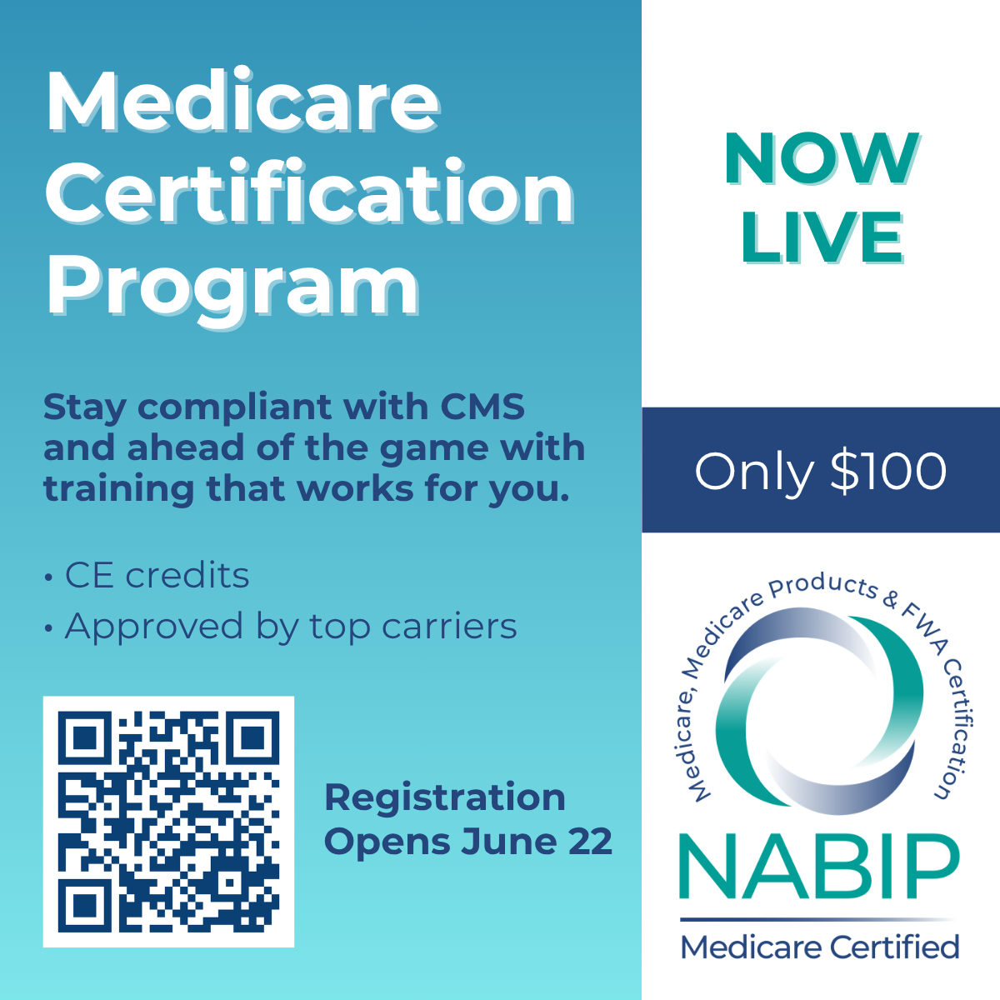 Medicare
Certification
Program
Stay compliant with CMS
and ahead of the game with
training that works for you.
• CE credits
• Approved by top carriers
Registration
Opens June 22
NOW
LIVE
Only $100
Medicare, Medicare Products & FWA Certification
NABIP
Medicare Certified